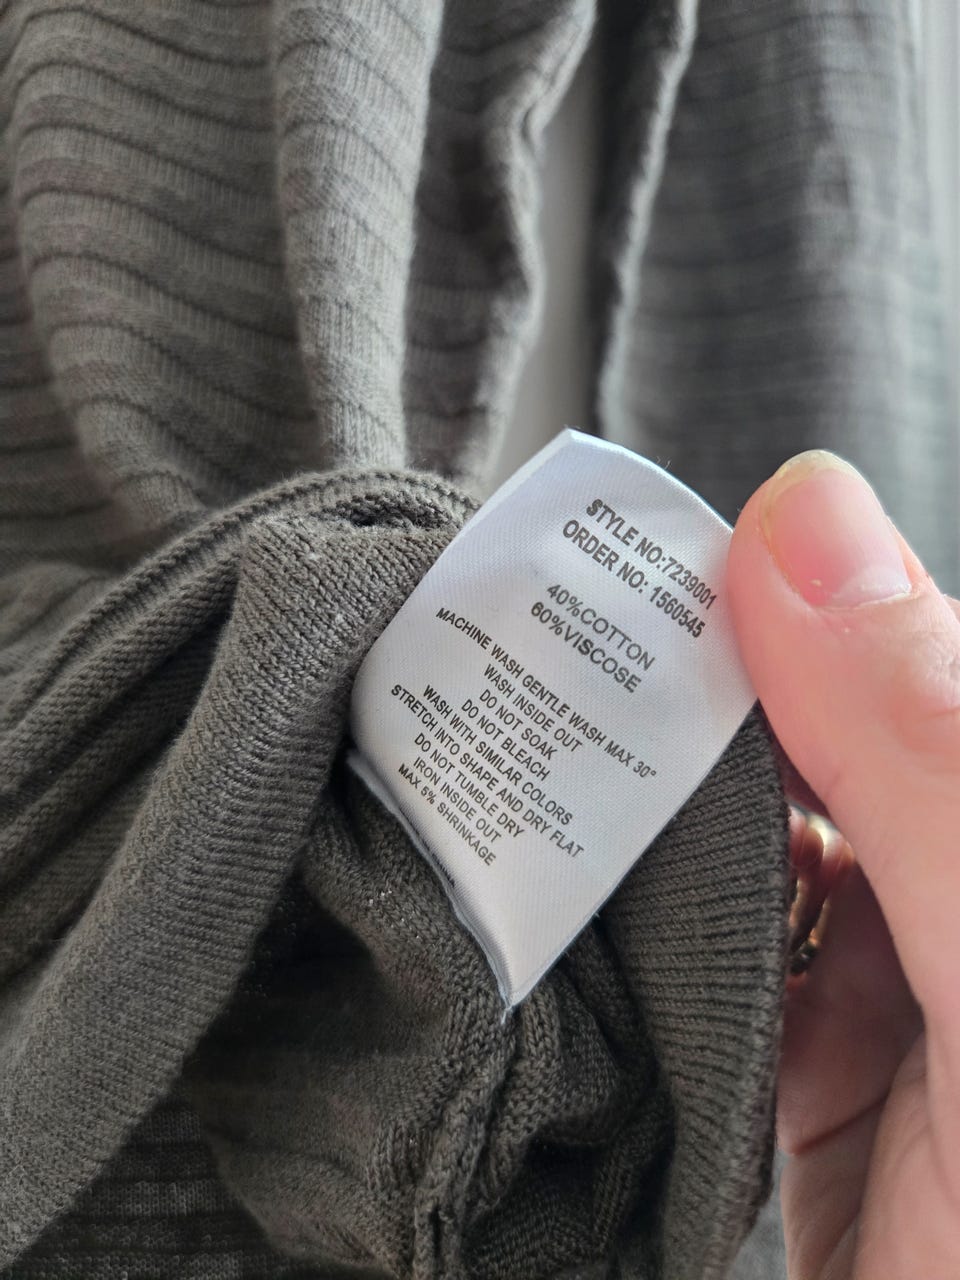 STYLE NO:7239001
ORDER NO: 1560545
40%COTTON
60%VISCOSE
MACHINE WASH GENTLE WASH MAX 30°
WASH INSIDE OUT
DO NOT SOAK
DO NOT BLEACH
WASH WITH SIMILAR COLORS
STRETCH INTO SHAPE AND DRY FLAT
DO NOT TUMBLE DRY
IRON INSIDE OUT
MAX 5% SHRINKAGE